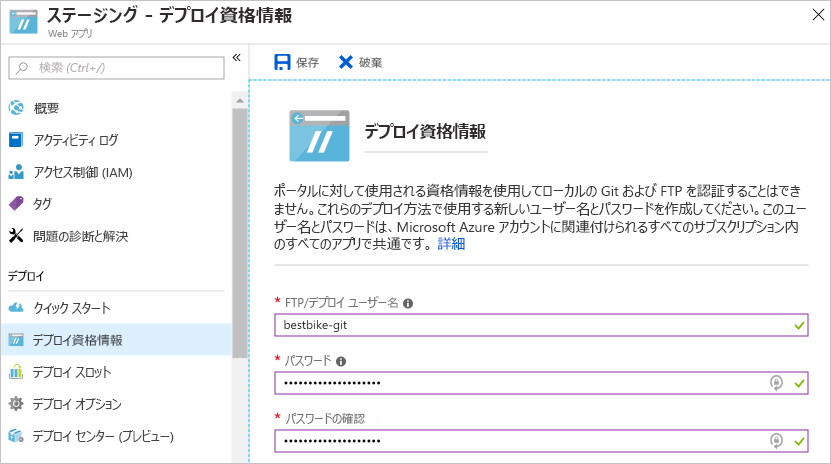 ステージング - デプロイ資格情報
Web アプリ
検索 (Ctrl+/)
概要
アクティビティ ログ
アクセス制御 (IAM)
タグ
問題の診断と解決
デプロイ
クイック スタート
デプロイ資格情報
デプロイ スロット
デプロイ オプション
デプロイ センター (プレビュー)
保存 破棄
デプロイ資格情報
ポータルに対して使用される資格情報を使用してローカルの Git および FTP を認証することはでき
ません。これらのデプロイ方法で使用する新しいユーザー名とパスワードを作成してください。このユー
ザー名とパスワードは、Microsoft Azure アカウントに関連付けられるすべてのサブスクリプション内
のすべてのアプリで共通です。 詳細
* FTP/デプロイ ユーザー名
bestbike-git
* パスワード
••••••••••••••••••••
* パスワードの確認
••••••••••••••••••••